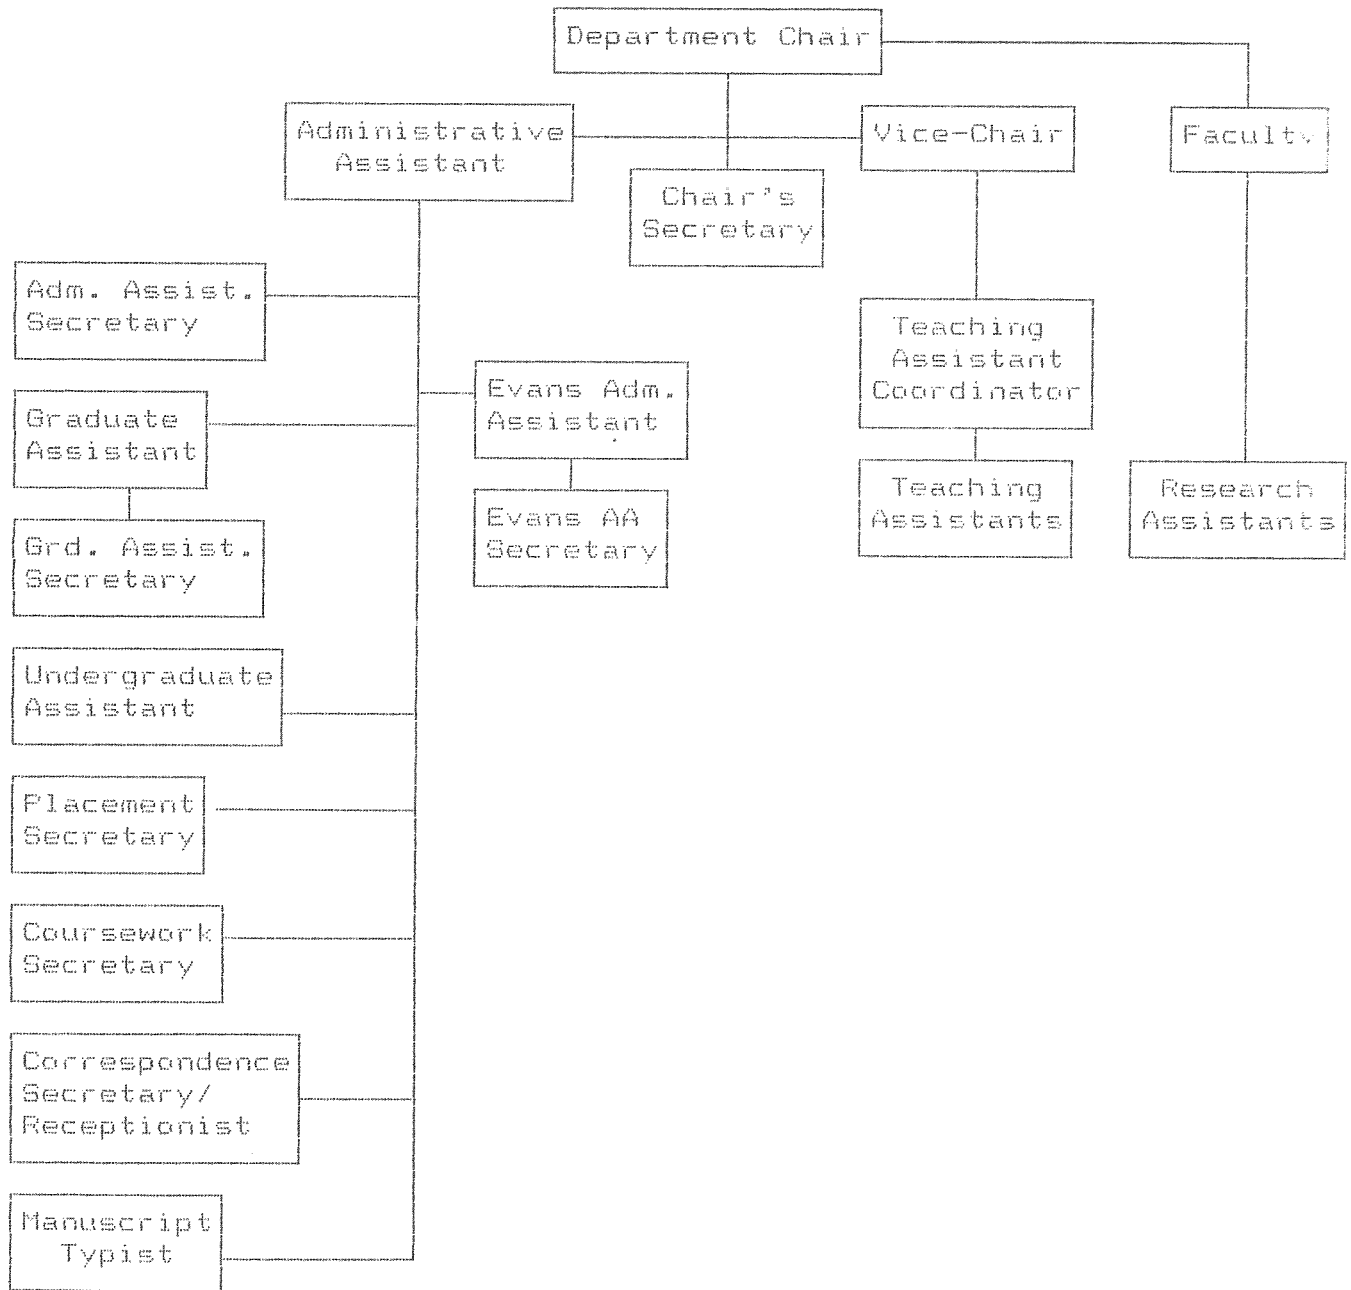 Department Chair
Administrative
Assistant
Vice-Chair
Faculty
Chair's
Secretary
Adm. Assist.
Secretary
Teaching
Assistant
Coordinator
Evans Adm.
Assistant
Graduate
Assistant
Teaching
Assistants
Research
Assistants
Evans AA
Secretary
Grd. Assist.
Secretary
Undergraduate
Assistant
Placement
Secretary
Coursework
Secretary
Correspondence
Secretary/
Receptionist
Manuscript
Typist